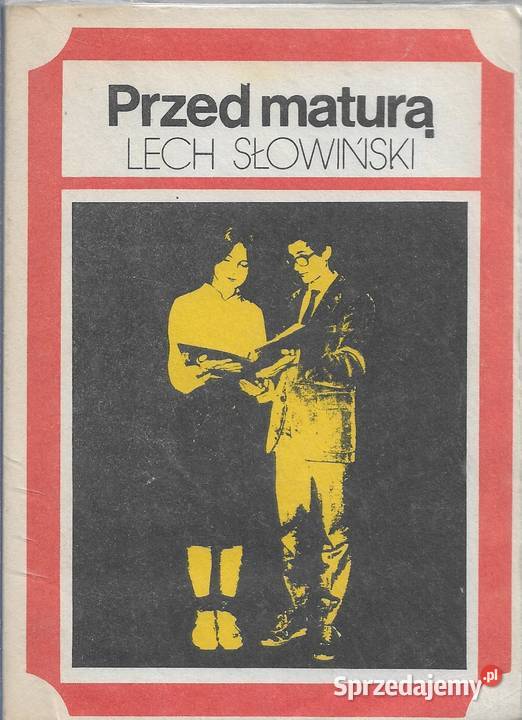 Przed maturą
LECH SŁOWIŃSKI
Sprzedajemy.pl